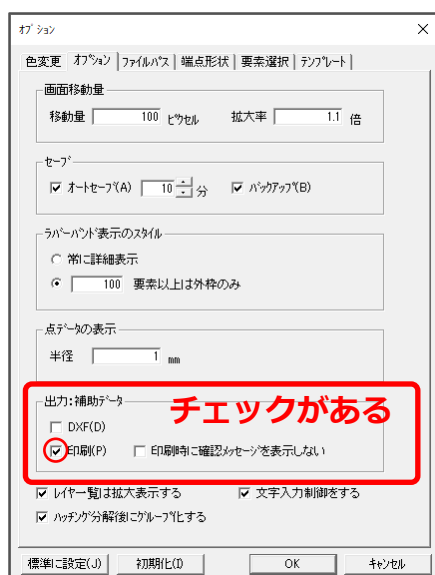 オプション
色変更 オプション ファイルパス 端点形状 要素選択 テンプレート
画面移動量
移動量 100 ピクセル 拡大率 1.1 倍
セーブ
オートセーブ(A) 10 分 バックアップ(B)
ラバーバンド表示のスタイル
常に詳細表示
100 要素以上は外枠のみ
点データの表示
半径 1 mm
出力:補助データ チェックがある
DXF(D)
印刷(P) 印刷時に確認メッセージを表示しない
レイヤ一覧は拡大表示する 文字入力制御をする
ハッチング分解後にグループ化する
標準に設定(J) 初期化(I) OK キャンセル